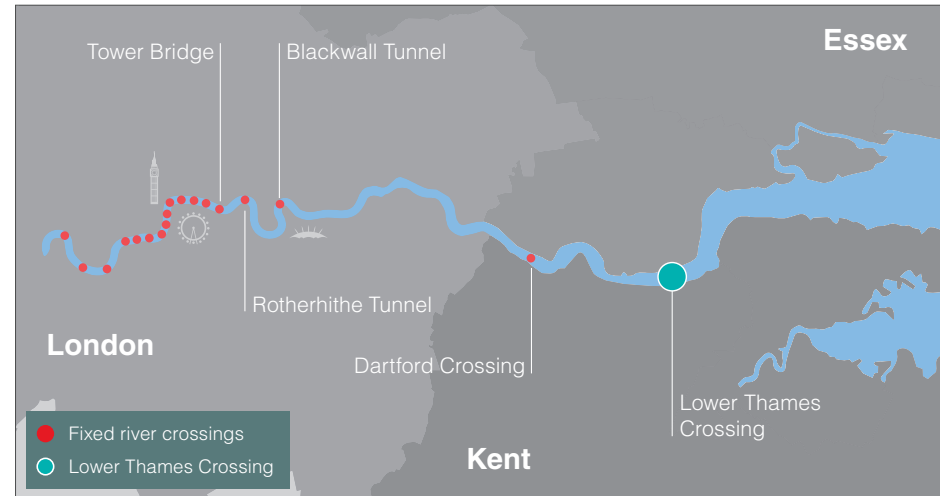 Essex
Tower Bridge
Blackwall Tunnel
Rotherhithe Tunnel
London
Dartford Crossing
Lower Thames
Crossing
Kent
Fixed river crossings
Lower Thames Crossing